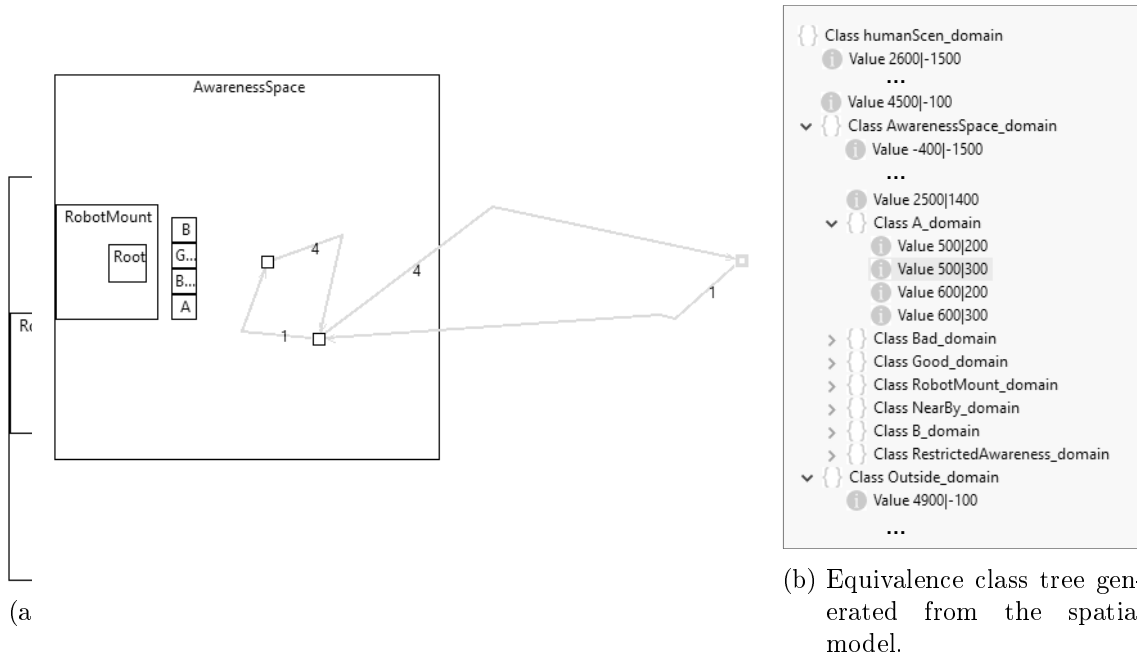 AwarenessSpace
RobotMount
Root
B
G...
B...
A
4
4
1
1
(a
Class humanScen_domain
Value 2600|-1500
...
Value 4500|-100
Class AwarenessSpace_domain
Value -400|-1500
...
Value 2500|1400
Class A_domain
Value 500|200
Value 500|300
Value 600|200
Value 600|300
Class Bad_domain
Class Good_domain
Class RobotMount_domain
Class NearBy_domain
Class B_domain
Class RestrictedAwareness_domain
Class Outside_domain
Value 4900|-100
...
(b) Equivalence class tree gen-
erated from the spatia
model.